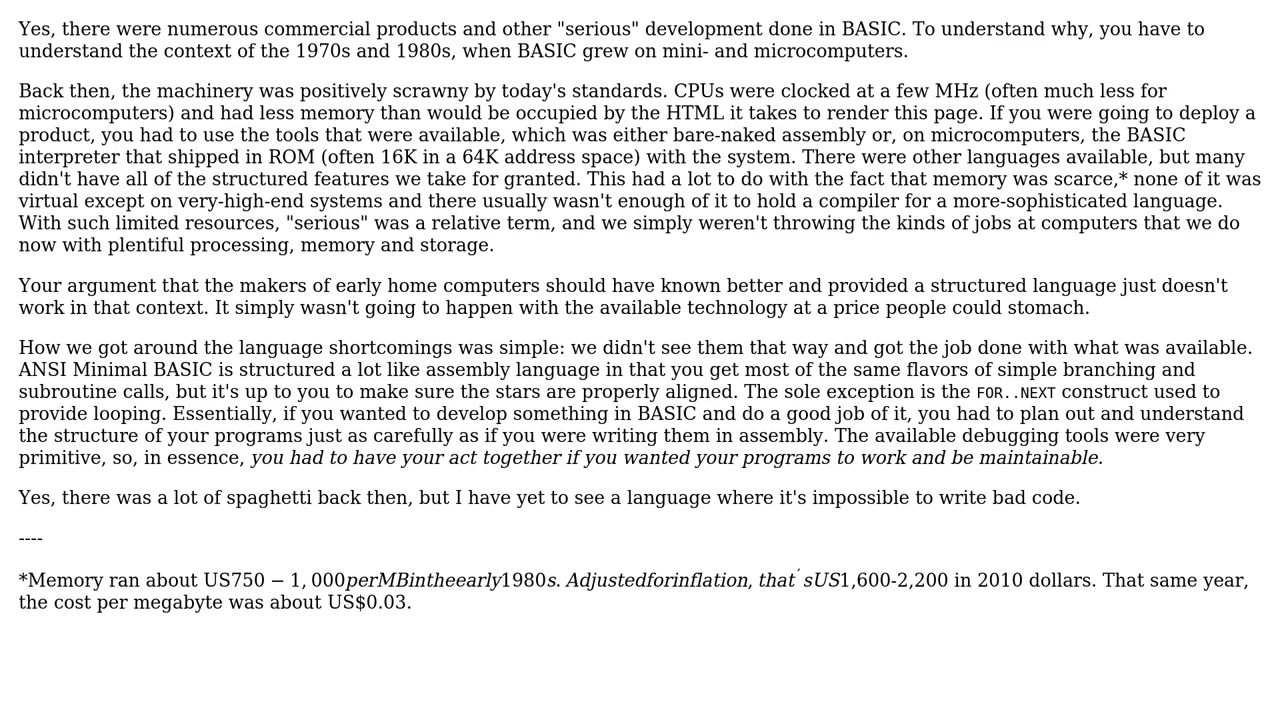 Yes, there were numerous commercial products and other "serious" development done in BASIC. To understand why, you have to
understand the context of the 1970s and 1980s, when BASIC grew on mini- and microcomputers.
Back then, the machinery was positively scrawny by today's standards. CPUs were clocked at a few MHz (often much less for
microcomputers) and had less memory than would be occupied by the HTML it takes to render this page. If you were going to deploy a
product, you had to use the tools that were available, which was either bare-naked assembly or, on microcomputers, the BASIC
interpreter that shipped in ROM (often 16K in a 64K address space) with the system. There were other languages available, but many
didn't have all of the structured features we take for granted. This had a lot to do with the fact that memory was scarce,* none of it was
virtual except on very-high-end systems and there usually wasn't enough of it to hold a compiler for a more-sophisticated language.
With such limited resources, "serious" was a relative term, and we simply weren't throwing the kinds of jobs at computers that we do
now with plentiful processing, memory and storage.
Your argument that the makers of early home computers should have known better and provided a structured language just doesn't
work in that context. It simply wasn't going to happen with the available technology at a price people could stomach.
How we got around the language shortcomings was simple: we didn't see them that way and got the job done with what was available.
ANSI Minimal BASIC is structured a lot like assembly language in that you get most of the same flavors of simple branching and
subroutine calls, but it's up to you to make sure the stars are properly aligned. The sole exception is the FOR..NEXT construct used to
provide looping. Essentially, if you wanted to develop something in BASIC and do a good job of it, you had to plan out and understand
the structure of your programs just as carefully as if you were writing them in assembly. The available debugging tools were very
primitive, so, in essence, you had to have your act together if you wanted your programs to work and be maintainable.
Yes, there was a lot of spaghetti back then, but I have yet to see a language where it's impossible to write bad code.
----
*Memory ran about US750 − 1, 000perMBintheearly1980s. Adjustedforinflation, that′sUS1,600-2,200 in 2010 dollars. That same year,
the cost per megabyte was about US$0.03.